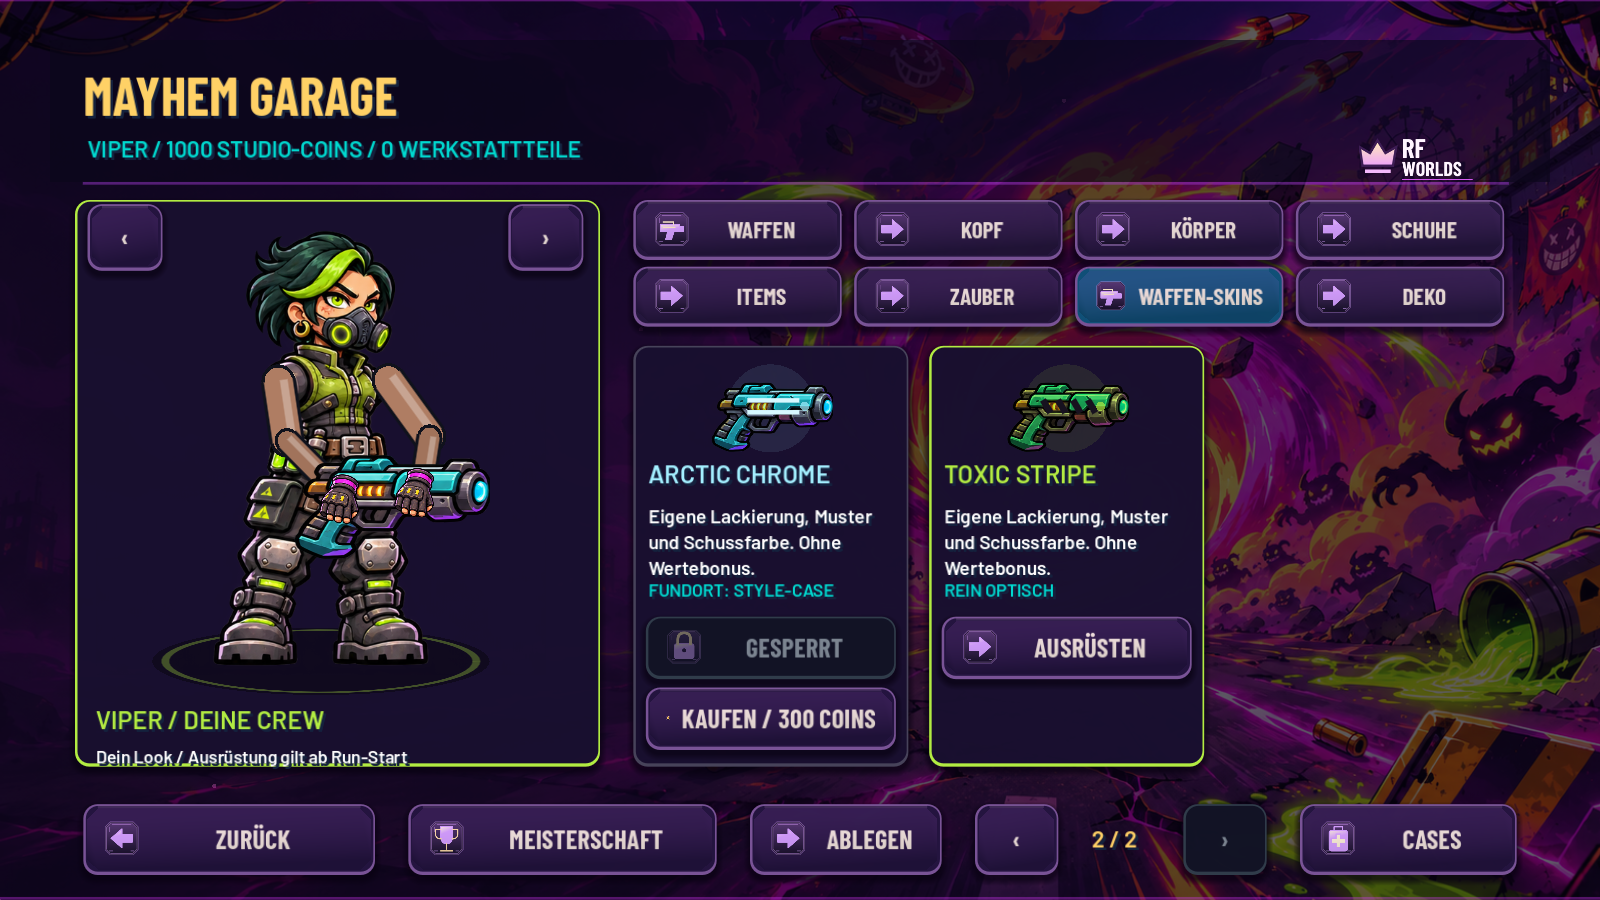 MAYHEM GARAGE
VIPER / 1000 STUDIO-COINS / 0 WERKSTATTTEILE
RF
WORLDS
‹
›
WAFFEN
KOPF
KÖRPER
SCHUHE
ITEMS
ZAUBER
WAFFEN-SKINS
DEKO
ARCTIC CHROME
Eigene Lackierung, Muster
und Schussfarbe. Ohne
Wertebonus.
FUNDORT: STYLE-CASE
GESPERRT
KAUFEN / 300 COINS
TOXIC STRIPE
Eigene Lackierung, Muster
und Schussfarbe. Ohne
Wertebonus.
REIN OPTISCH
AUSRÜSTEN
VIPER / DEINE CREW
Dein Look / Ausrüstung gilt ab Run-Start
ZURÜCK
MEISTERSCHAFT
ABLEGEN
‹
2 / 2
›
CASES